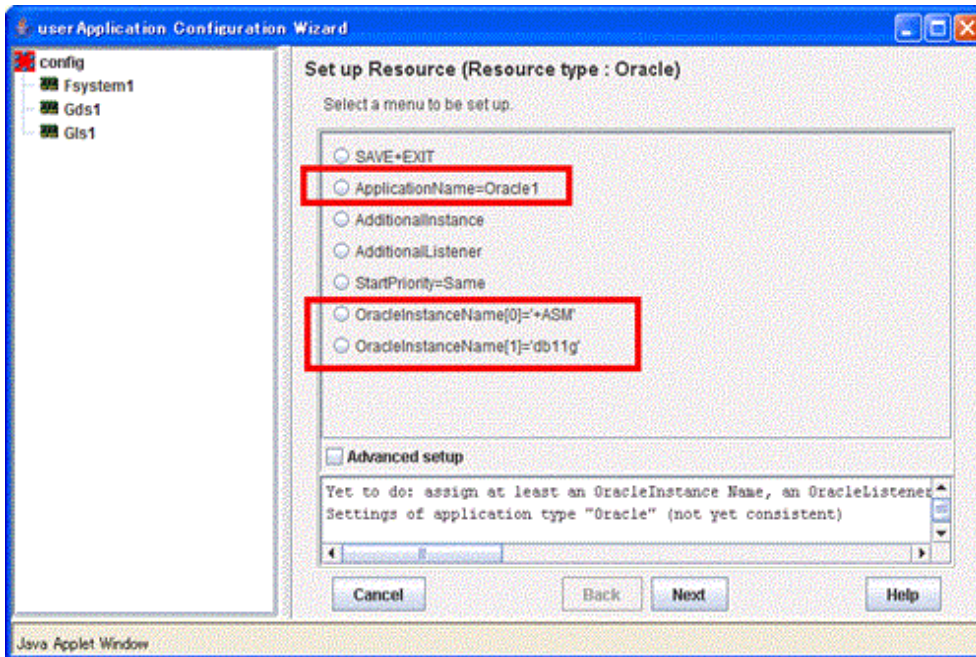 userApplication Configuration Wizard
config
Fsystem1
Gds1
Gls1
Set up Resource (Resource type : Oracle)
Select a menu to be set up.
SAVE+EXIT
ApplicationName=Oracle1
AdditionalInstance
AdditionalListener
StartPriority=Same
OracleInstanceName[0]='+ASM'
OracleInstanceName[1]='db11g'
Advanced setup
Yet to do: assign at least an OracleInstance Name, an OracleListener
Settings of application type "Oracle" (not yet consistent)
Cancel Back Next Help
Java Applet Window